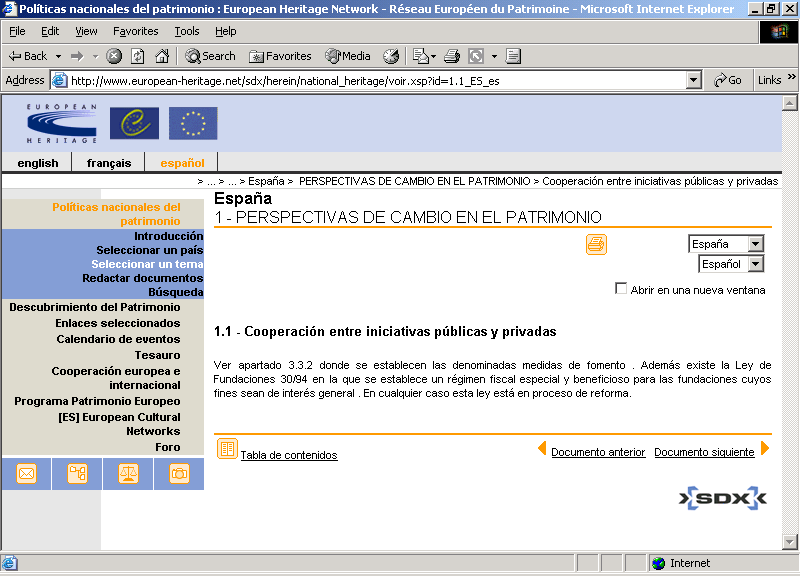 Políticas nacionales del patrimonio : European Heritage Network - Réseau Européen du Patrimoine - Microsoft Internet Explorer
File Edit View Favorites Tools Help
Back Search Favorites Media
Address http://www.european-heritage.net/sdx/herein/national_heritage/voir.xsp?id=1.1_ES_es Go Links »
EUROPEAN
HERITAGE
english français español
> ... > ... > España > PERSPECTIVAS DE CAMBIO EN EL PATRIMONIO > Cooperación entre iniciativas públicas y privadas
Políticas nacionales del
patrimonio
Introducción
Seleccionar un país
Seleccionar un tema
Redactar documentos
Búsqueda
Descubrimiento del Patrimonio
Enlaces seleccionados
Calendario de eventos
Tesauro
Cooperación europea e
internacional
Programa Patrimonio Europeo
[ES] European Cultural
Networks
Foro
España
1 - PERSPECTIVAS DE CAMBIO EN EL PATRIMONIO
España
Español
Abrir en una nueva ventana
1.1 - Cooperación entre iniciativas públicas y privadas
Ver apartado 3.3.2 donde se establecen las denominadas medidas de fomento . Además existe la Ley de
Fundaciones 30/94 en la que se establece un régimen fiscal especial y beneficioso para las fundaciones cuyos
fines sean de interés general . En cualquier caso esta ley está en proceso de reforma.
Tabla de contenidos
Documento anterior Documento siguiente
SDX
Internet